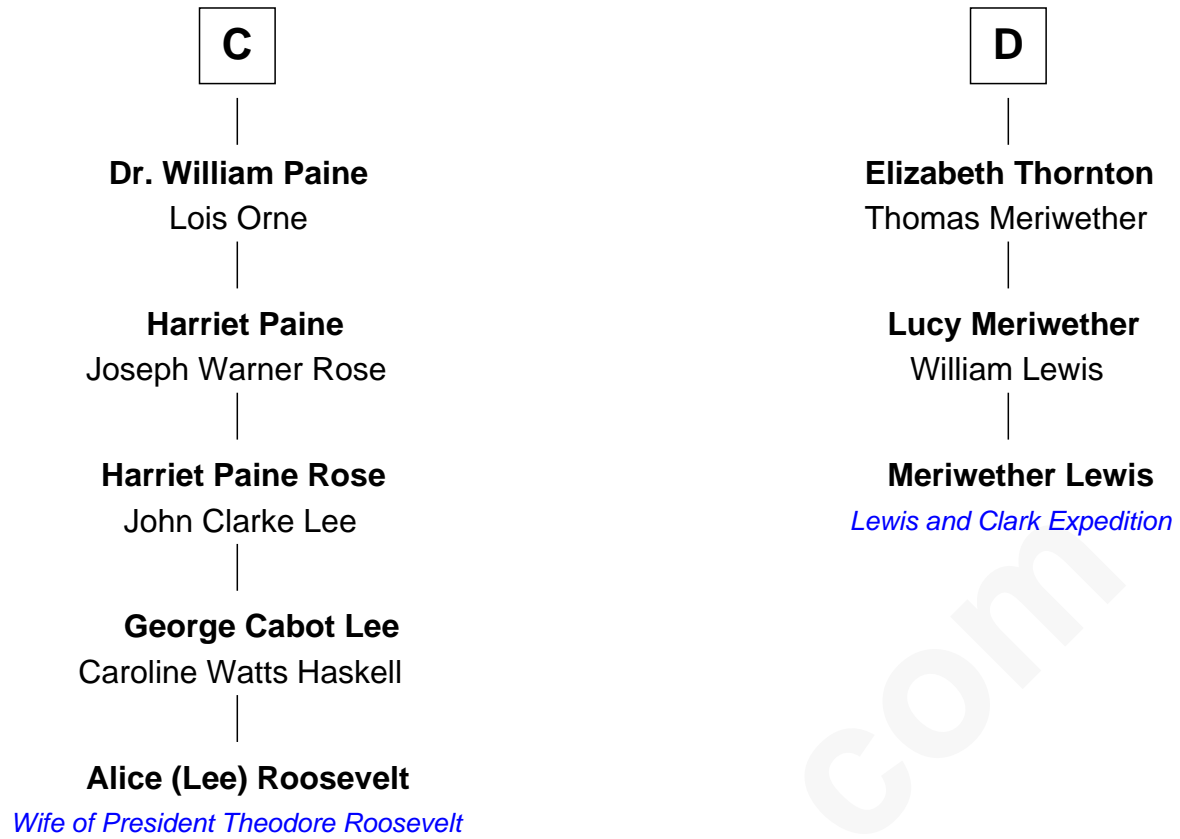 C
Dr. William Paine
Lois Orne
Harriet Paine
Joseph Warner Rose
Harriet Paine Rose
John Clarke Lee
George Cabot Lee
Caroline Watts Haskell
Alice (Lee) Roosevelt
Wife of President Theodore Roosevelt
D
Elizabeth Thornton
Thomas Meriwether
Lucy Meriwether
William Lewis
Meriwether Lewis
Lewis and Clark Expedition
com